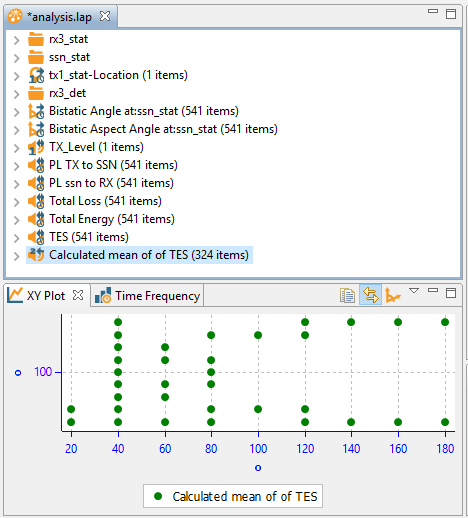 *analysis.lap
rx3_stat
ssn_stat
tx1_stat-Location (1 items)
rx3_det
Bistatic Angle at:ssn_stat (541 items)
Bistatic Aspect Angle at:ssn_stat (541 items)
TX_Level (1 items)
PL TX to SSN (541 items)
PL ssn to RX (541 items)
Total Loss (541 items)
Total Energy (541 items)
TES (541 items)
Calculated mean of of TES (324 items)
XY Plot Time Frequency
100
20 40 60 80 100 120 140 160 180
Calculated mean of of TES